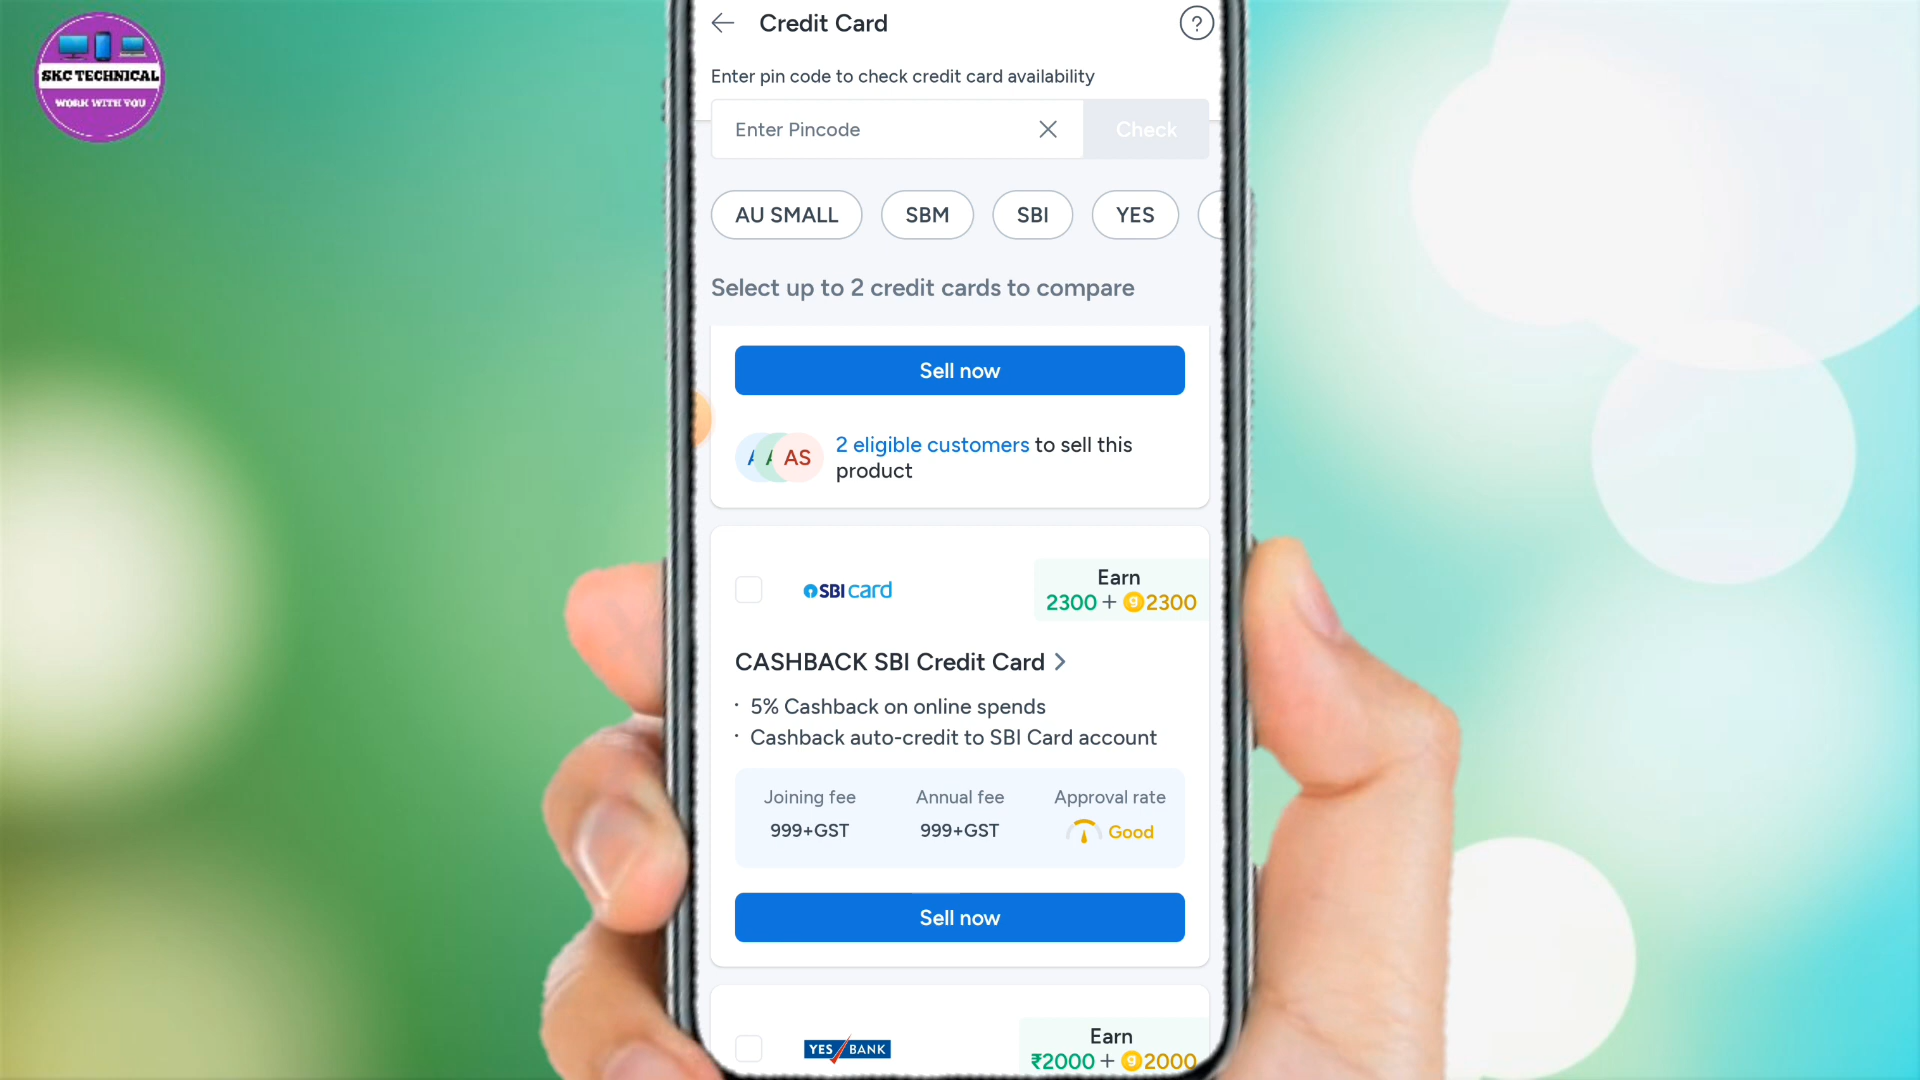 SKC TECHNICAL
WORK WITH YOU
Credit Card
?
Enter pin code to check credit card availability
Enter Pincode
Check
AU SMALL
SBM
SBI
YES
Select up to 2 credit cards to compare
Sell now
A A AS
2 eligible customers to sell this
product
SBI card
Earn
2300 + g 2300
CASHBACK SBI Credit Card
· 5% Cashback on online spends
· Cashback auto-credit to SBI Card account
Joining fee
Annual fee
Approval rate
999+GST
999+GST
Good
Sell now
YES BANK
Earn
₹2000 + g 2000